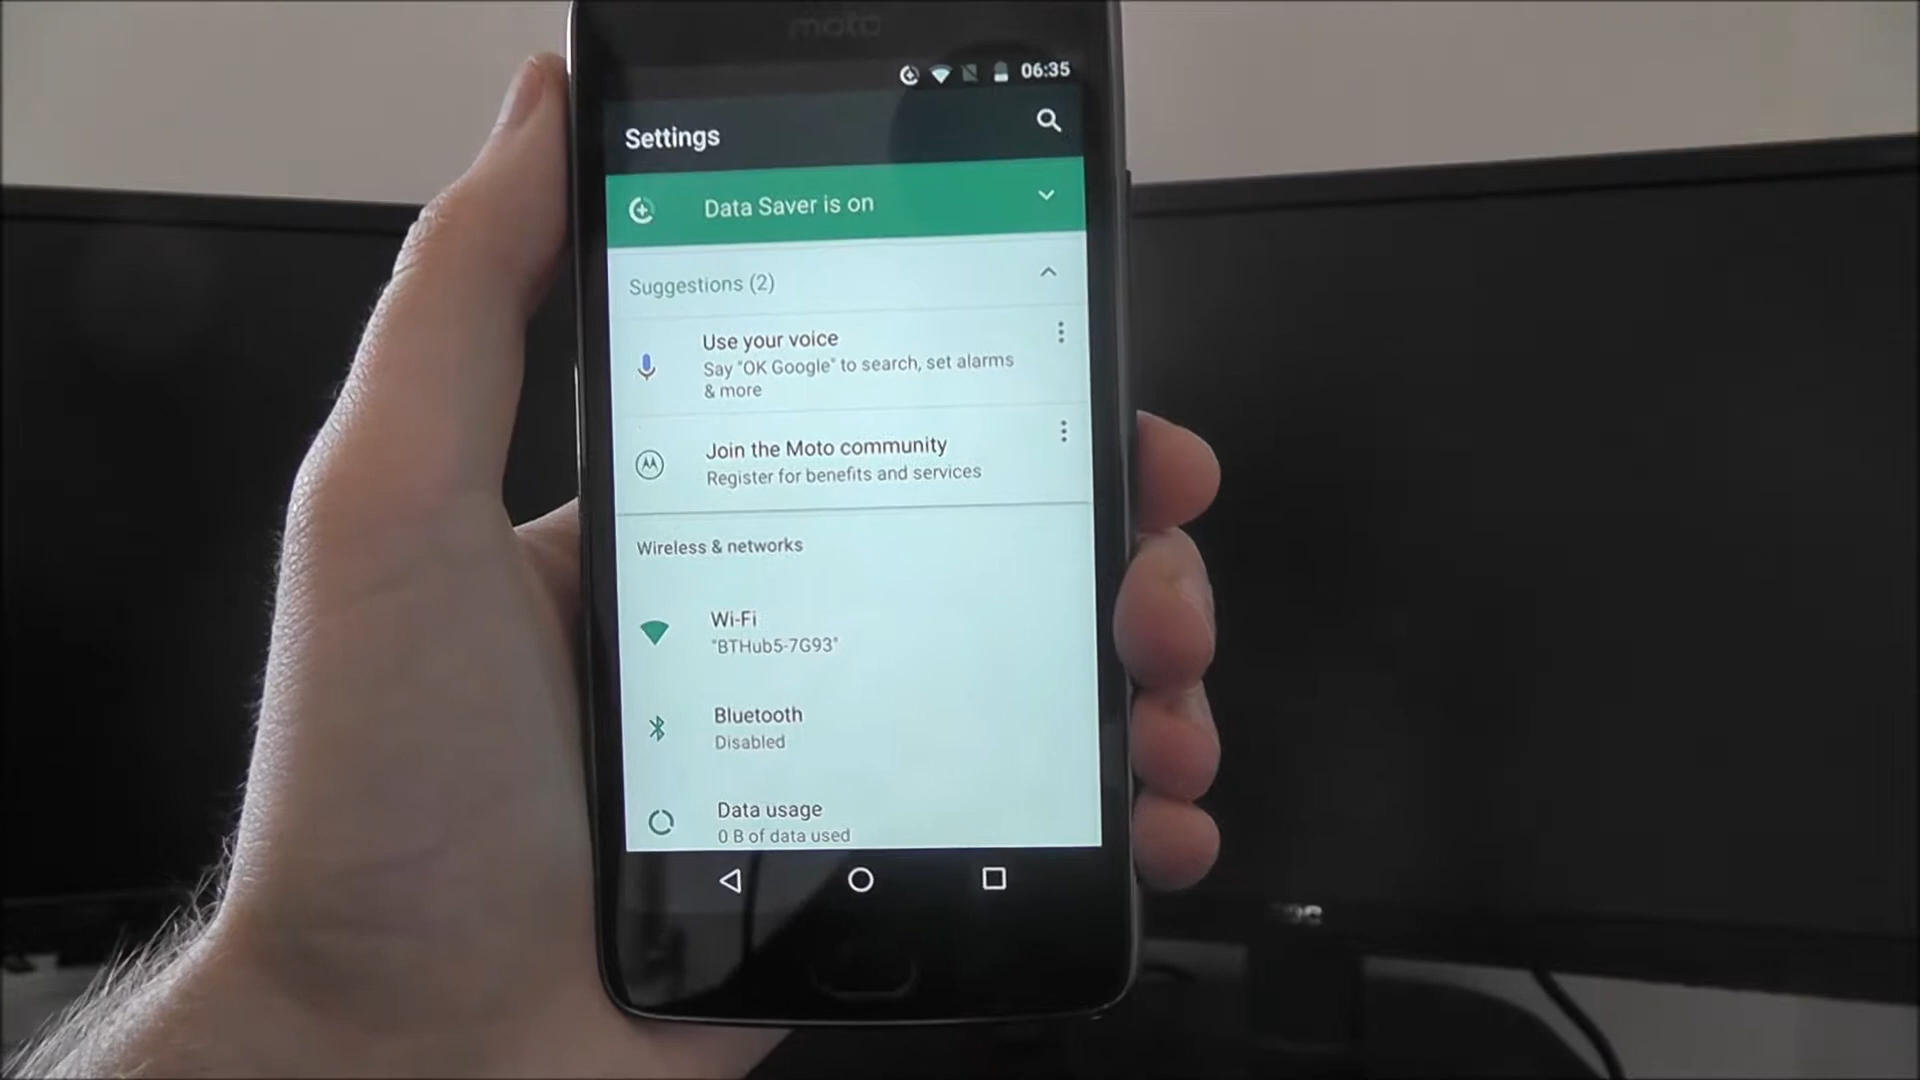 moto
06:35
Settings
Data Saver is on
Suggestions (2)
Use your voice
Say "OK Google" to search, set alarms
& more
Join the Moto community
Register for benefits and services
Wireless & networks
Wi-Fi
"BTHub5-7G93"
Bluetooth
Disabled
Data usage
0 B of data used